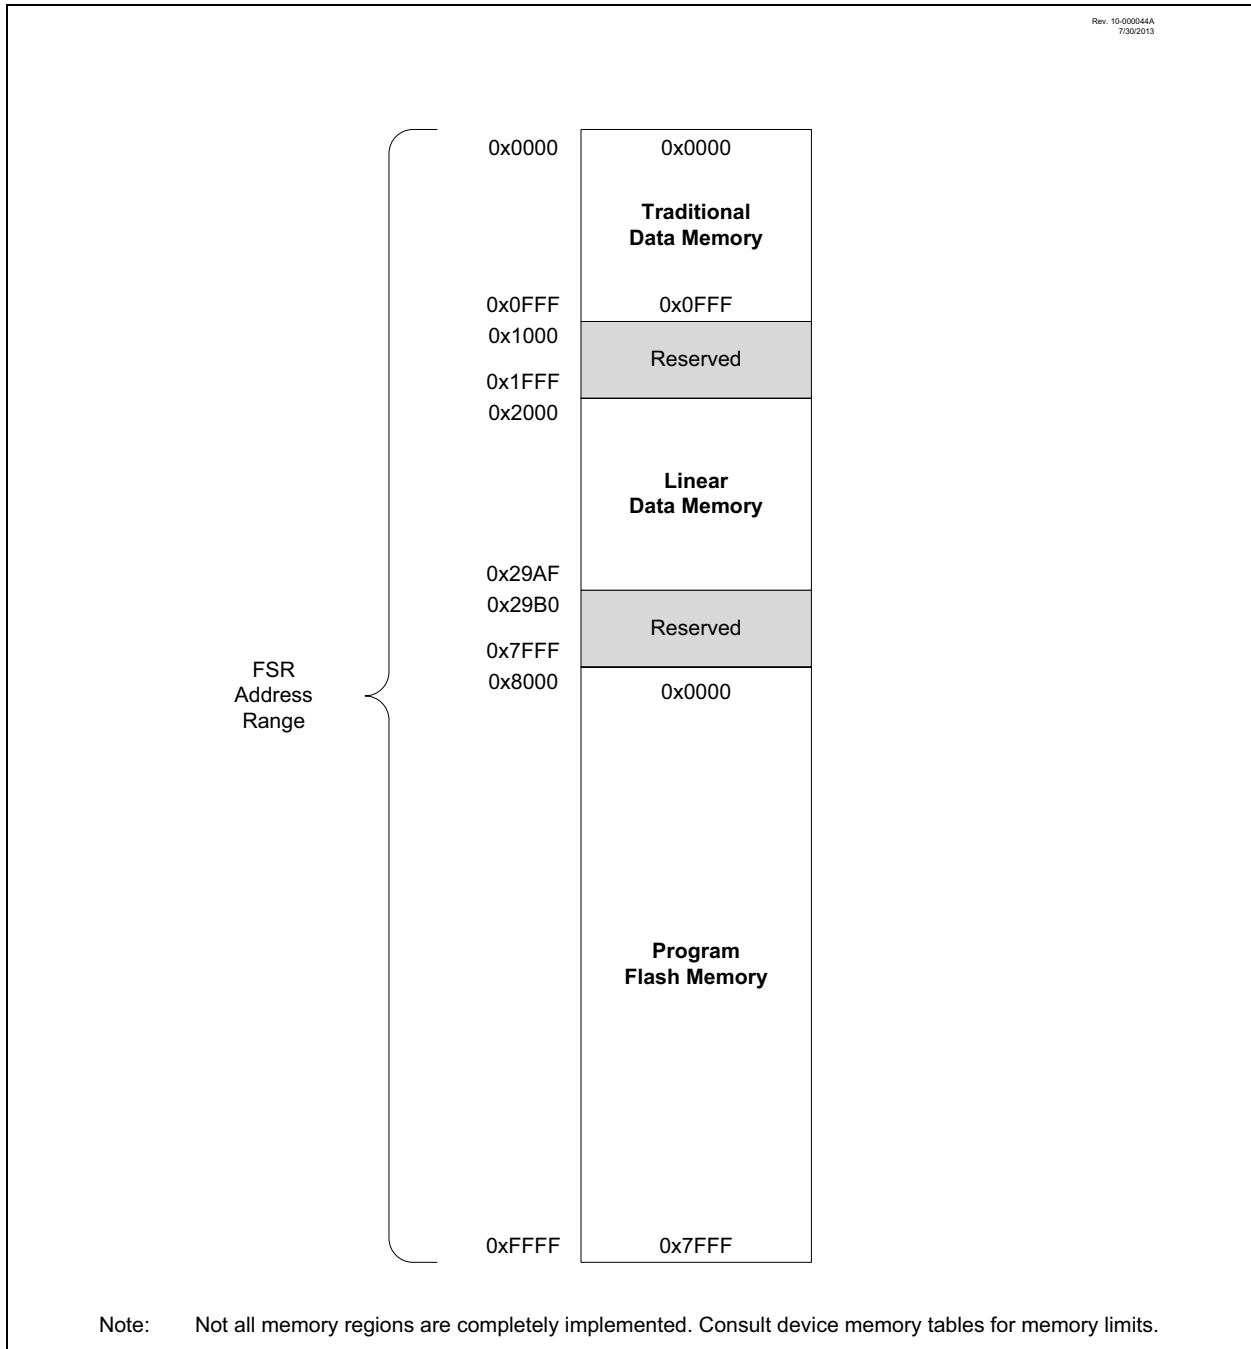 Rev. 10-000044A
7/30/2013
0x0000
0x0000
Traditional
Data Memory
0x0FFF
0x0FFF
0x1000
Reserved
0x1FFF
0x2000
Linear
Data Memory
0x29AF
0x29B0
Reserved
0x7FFF
0x8000
0x0000
FSR
Address
Range
Program
Flash Memory
0xFFFF
0x7FFF
Note: Not all memory regions are completely implemented. Consult device memory tables for memory limits.